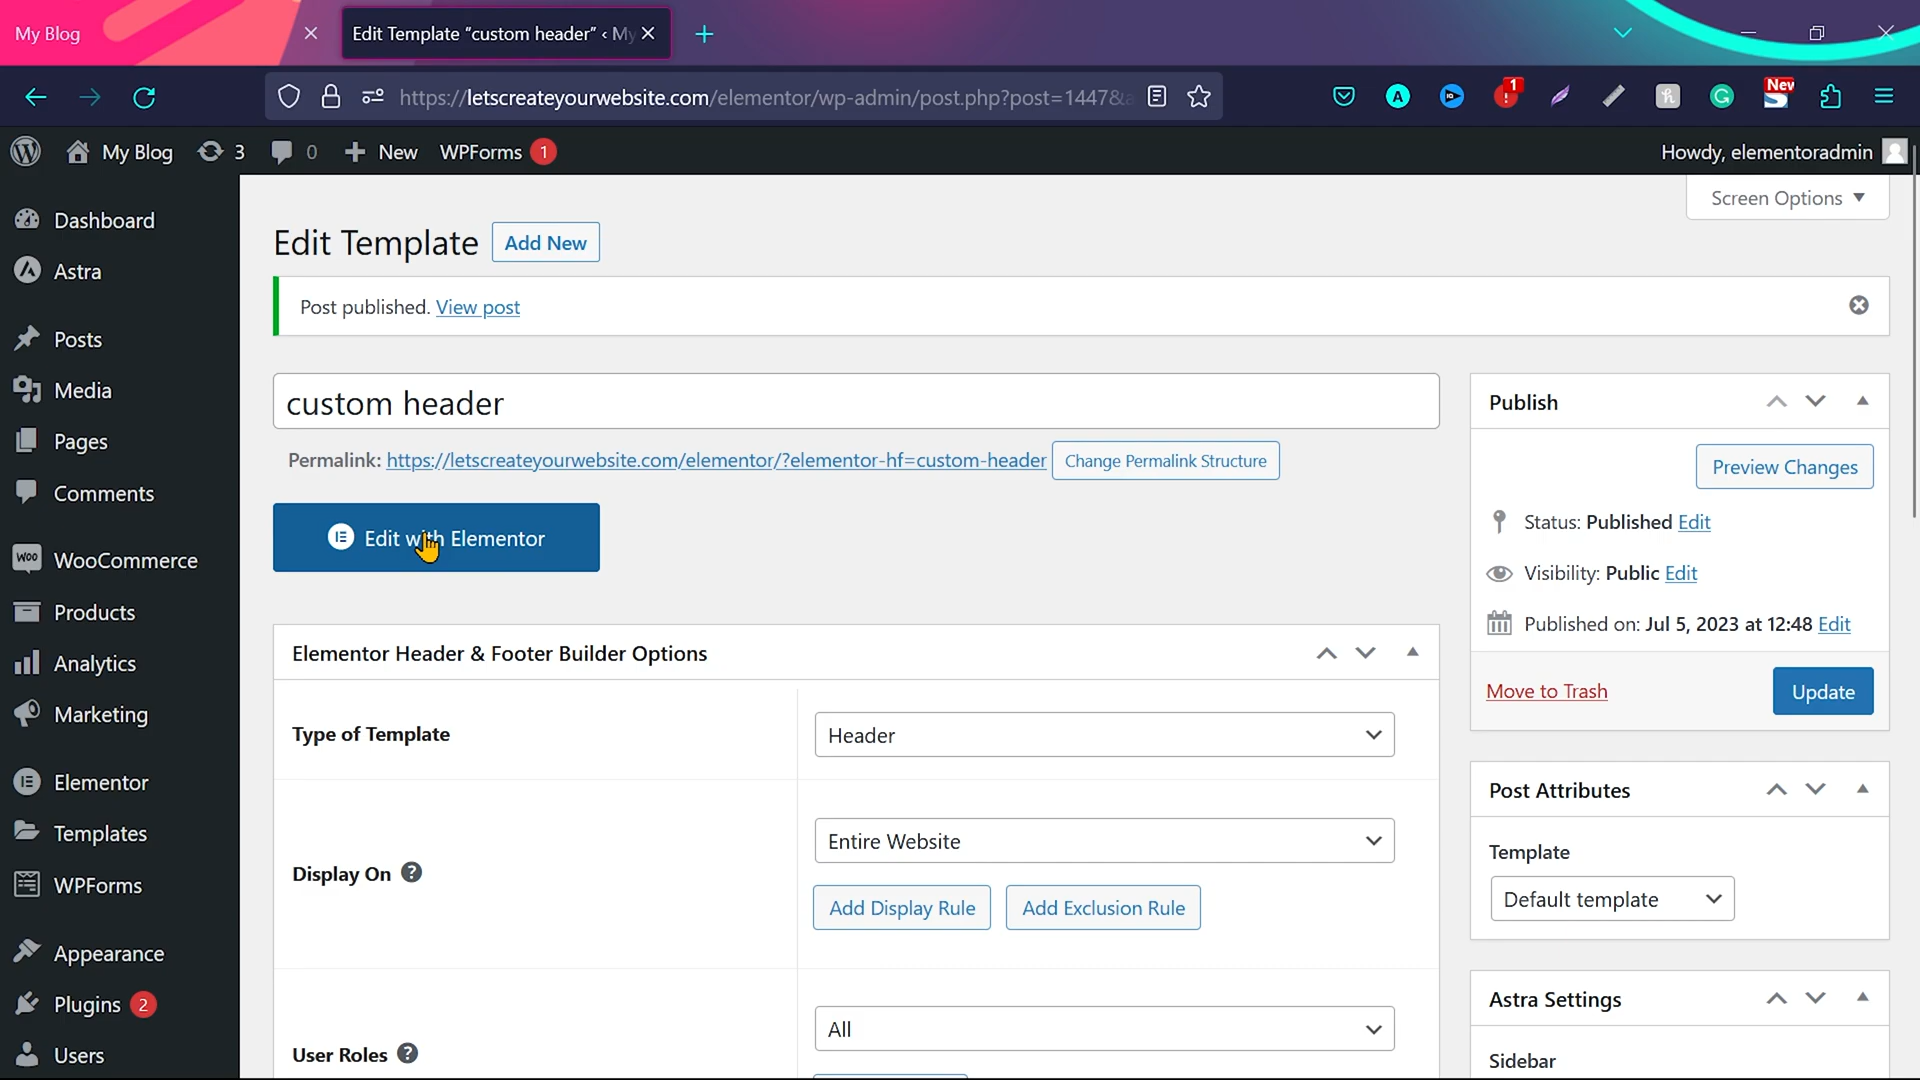 My Blog
Edit Template “custom header” ‹ My
https://letscreateyourwebsite.com/elementor/wp-admin/post.php?post=1447&
1
New
My Blog
3
0
New
WPForms 1
Howdy, elementoradmin
Screen Options
Dashboard
Astra
Posts
Media
Pages
Comments
WooCommerce
Products
Analytics
Marketing
Elementor
Templates
WPForms
Appearance
Plugins 2
Users
Edit Template
Add New
Post published. View post
custom header
Permalink: https://letscreateyourwebsite.com/elementor/?elementor-hf=custom-header
Change Permalink Structure
Edit with Elementor
Elementor Header & Footer Builder Options
Type of Template
Header
Display On
Entire Website
Add Display Rule
Add Exclusion Rule
User Roles
All
Publish
Preview Changes
Status: Published Edit
Visibility: Public Edit
Published on: Jul 5, 2023 at 12:48 Edit
Move to Trash
Update
Post Attributes
Template
Default template
Astra Settings
Sidebar